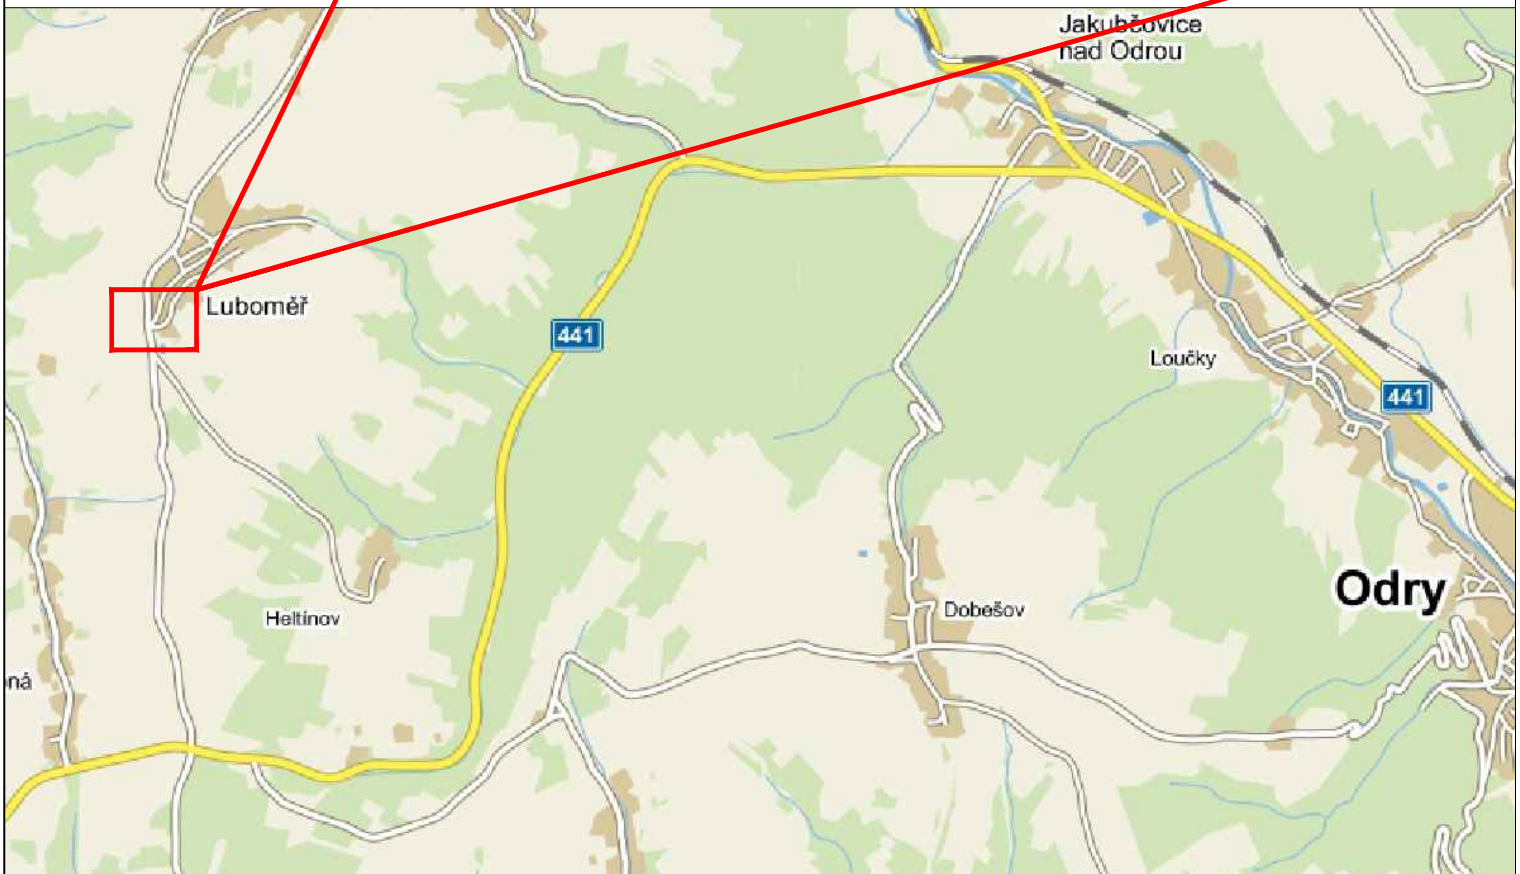 Jakubčovice
nad Odrou
Luboměř
441
Loučky
441
Odry
Heltínov
Dobešov
ná